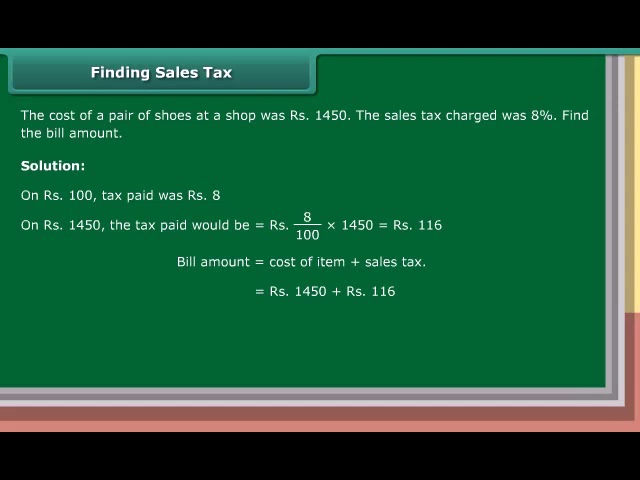 Finding Sales Tax
The cost of a pair of shoes at a shop was Rs. 1450. The sales tax charged was 8%. Find
the bill amount.
Solution:
On Rs. 100, tax paid was Rs. 8
On Rs. 1450, the tax paid would be = Rs. 8/100 × 1450 = Rs. 116
Bill amount = cost of item + sales tax.
= Rs. 1450 + Rs. 116